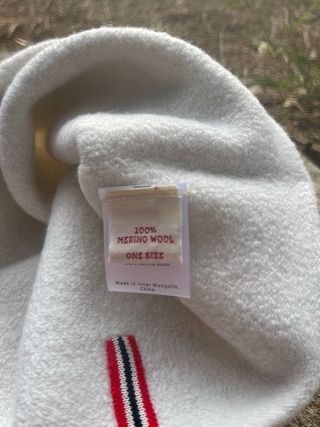 100%
MERINO WOOL
ONE SIZE
Made in Inner Mongolia,
China